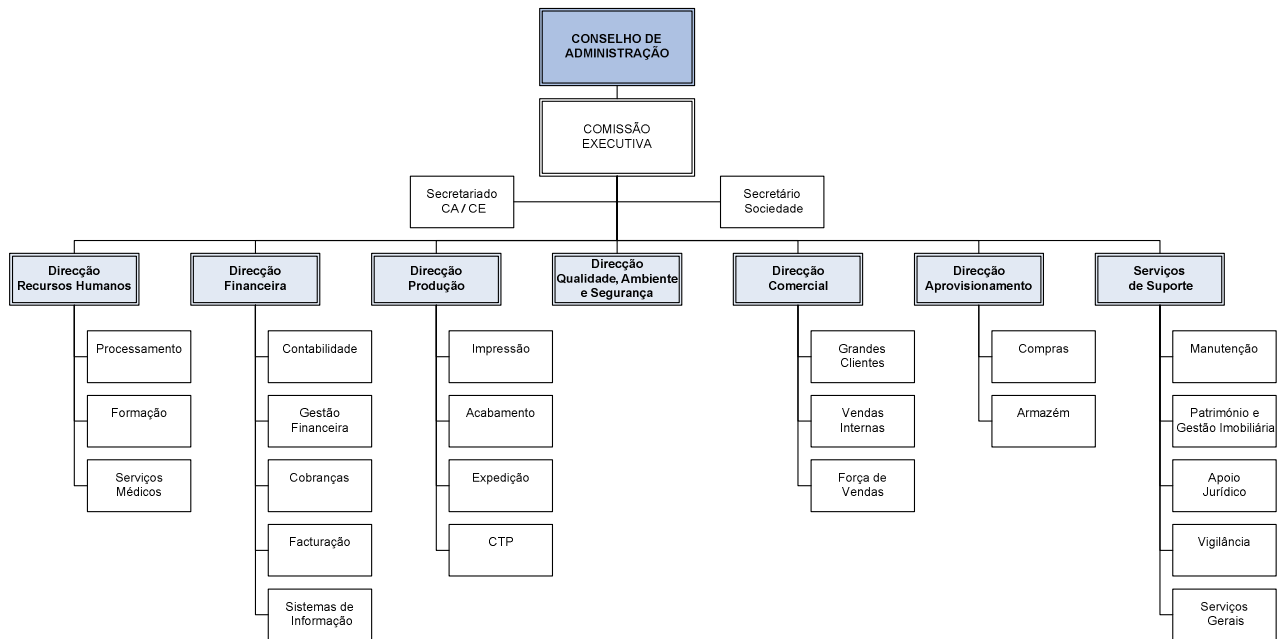 CONSELHO DE
ADMINISTRAÇÃO
COMISSÃO
EXECUTIVA
Secretariado
CA / CE
Secretário
Sociedade
Direcção
Recursos Humanos
Direcção
Financeira
Direcção
Produção
Direcção
Qualidade, Ambiente
e Segurança
Direcção
Comercial
Direcção
Aprovisionamento
Serviços
de Suporte
Processamento
Formação
Serviços
Médicos
Contabilidade
Gestão
Financeira
Cobranças
Facturação
Sistemas de
Informação
Impressão
Acabamento
Expedição
CTP
Grandes
Clientes
Vendas
Internas
Força de
Vendas
Compras
Armazém
Manutenção
Património e
Gestão Imobiliária
Apoio
Jurídico
Vigilância
Serviços
Gerais